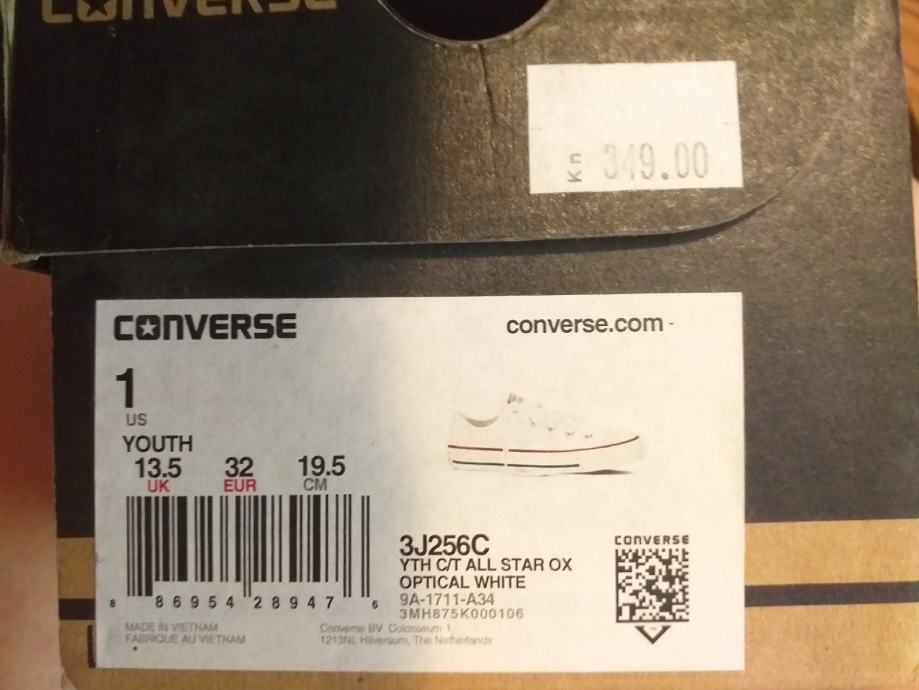 CONVERSE
Kn 349.00
CONVERSE
converse.com
1
US
YOUTH
13.5 32 19.5
UK EUR CM
3J256C
YTH C/T ALL STAR OX
OPTICAL WHITE
9A-1711-A34
3MH875K000106
CONVERSE
8 86954 28947 6
MADE IN VIETNAM
FABRIQUE AU VIETNAM
Converse BV. Colosseum 1
1213NL Hilversum, The Netherlands